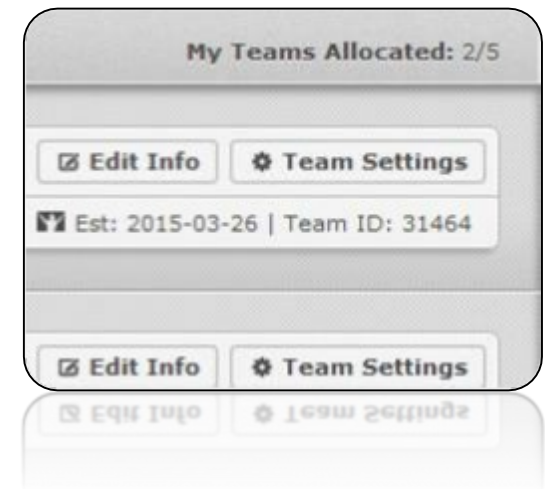 My Teams Allocated: 2/5
Edit Info Team Settings
Est: 2015-03-26 | Team ID: 31464
Edit Info Team Settings